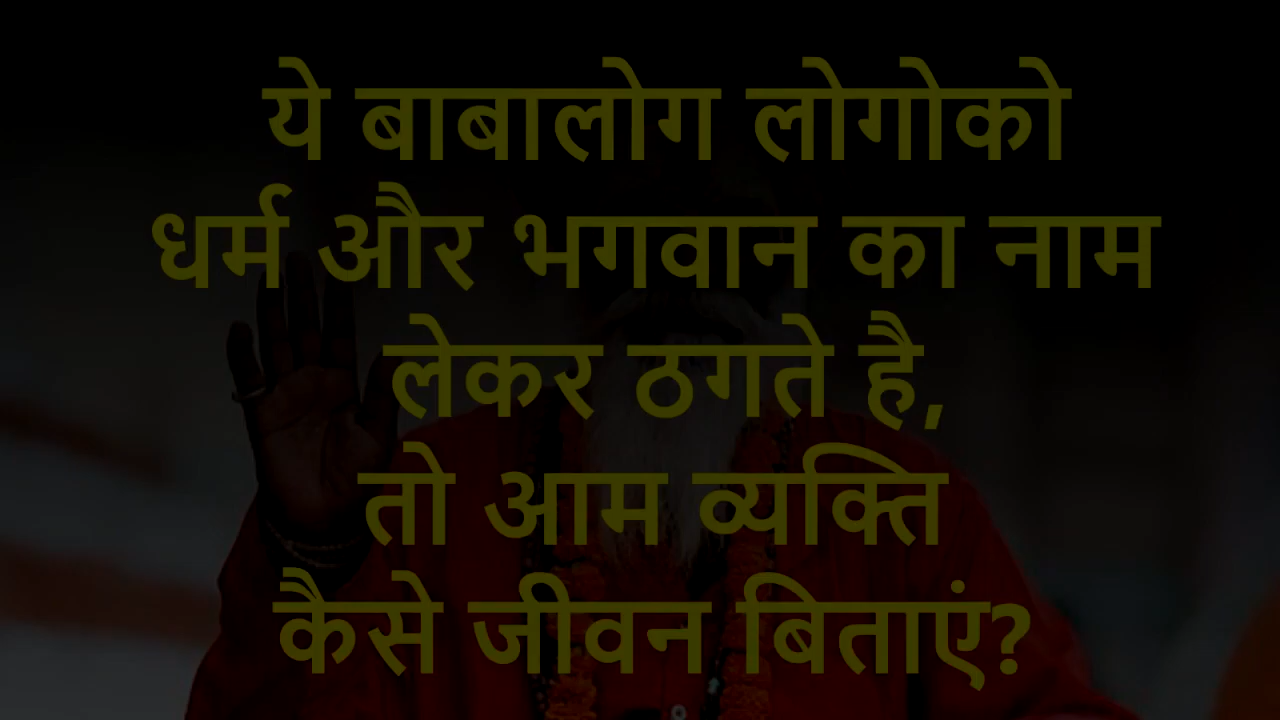 ये बाबालोग लोगोको
धर्म और भगवान का नाम
लेकर ठगते है,
तो आम व्यक्ति
कैसे जीवन बिताएं?